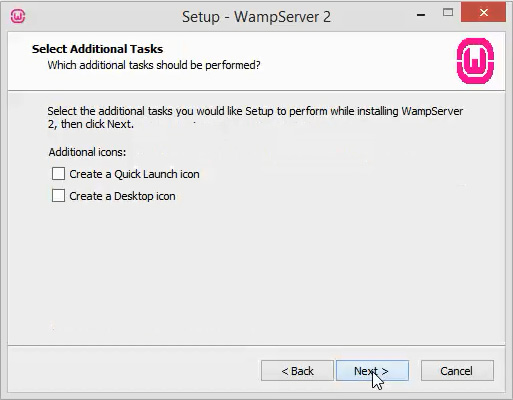 Setup - WampServer 2
Select Additional Tasks
Which additional tasks should be performed?
Select the additional tasks you would like Setup to perform while installing WampServer
2, then click Next.
Additional icons:
Create a Quick Launch icon
Create a Desktop icon
< Back
Next >
Cancel